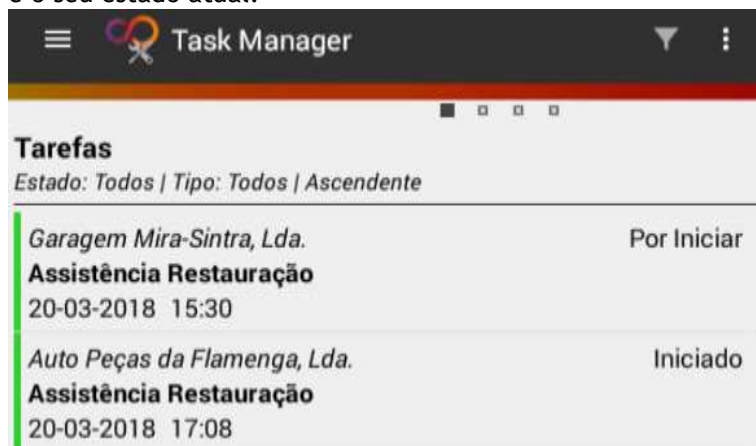 e o seu estado atual.
Task Manager
Tarefas
Estado: Todos | Tipo: Todos | Ascendente
Garagem Mira-Sintra, Lda.
Por Iniciar
Assistência Restauração
20-03-2018 15:30
Auto Peças da Flamenga, Lda.
Iniciado
Assistência Restauração
20-03-2018 17:08